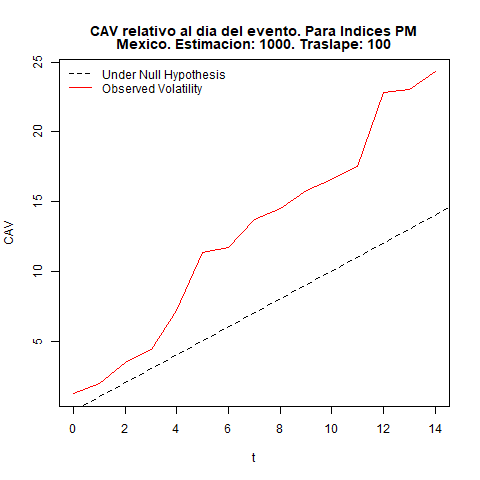 CAV relativo al dia del evento. Para Indices PM
Mexico. Estimacion: 1000. Traslape: 100
Under Null Hypothesis
Observed Volatility
25
20
15
10
5
CAV
0 2 4 6 8 10 12 14
t